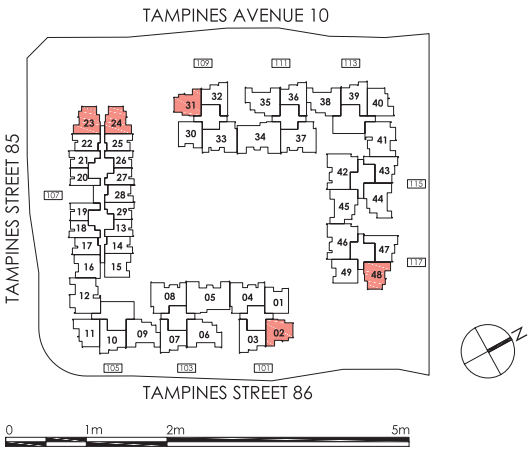 TAMPINES AVENUE 10
109 111 113
31 32 35 36 38 39 40
23 24
30 33 34 37 41
22 25
21 26
20 27
42 43
TAMPINES STREET 85
107
28
115
45 44
19 29
18 13
17 14
46 47
16 15
117
49 48
12
08 05 04 01
11 10 09 07 06 03 02
N
105 103 101
TAMPINES STREET 86
0 1m 2m 5m